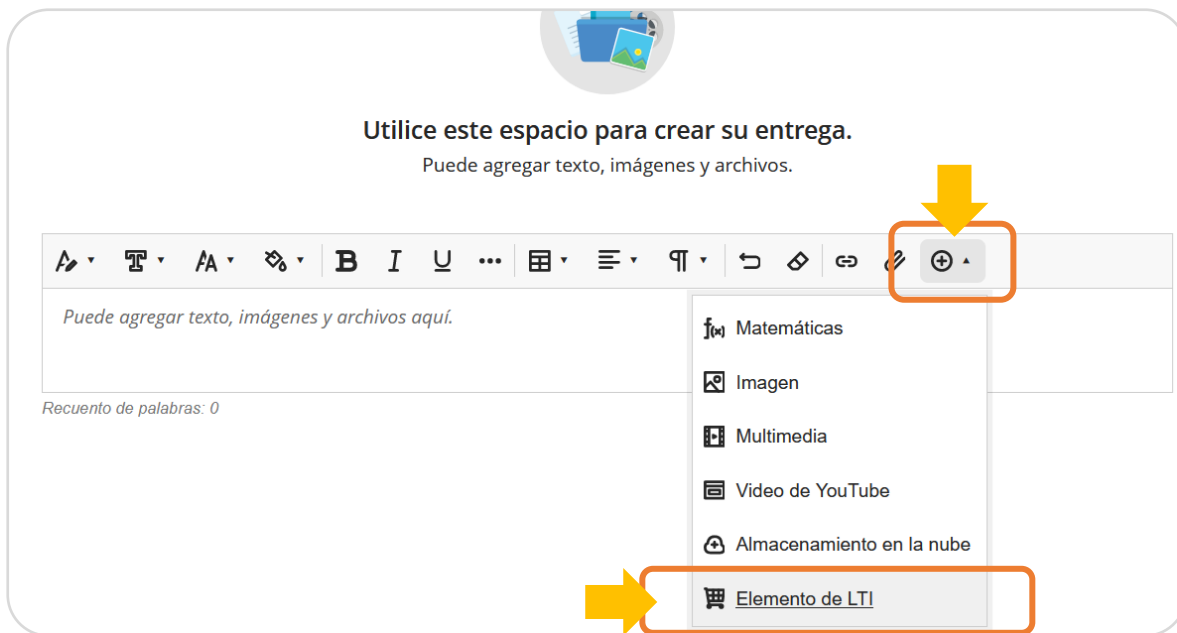 Utilice este espacio para crear su entrega.
Puede agregar texto, imágenes y archivos.
Puede agregar texto, imágenes y archivos aquí.
Recuento de palabras: 0
Matemáticas
Imagen
Multimedia
Video de YouTube
Almacenamiento en la nube
Elemento de LTI